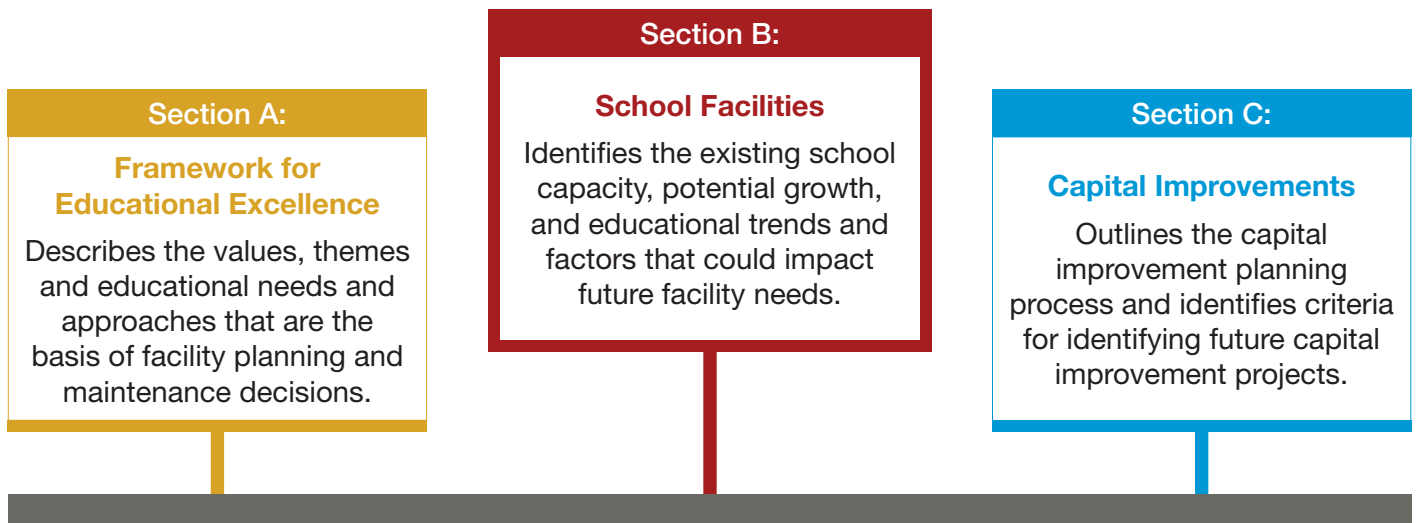 Section A:
Framework for
Educational Excellence
Describes the values, themes
and educational needs and
approaches that are the
basis of facility planning and
maintenance decisions.
Section B:
School Facilities
Identifies the existing school
capacity, potential growth,
and educational trends and
factors that could impact
future facility needs.
Section C:
Capital Improvements
Outlines the capital
improvement planning
process and identifies criteria
for identifying future capital
improvement projects.